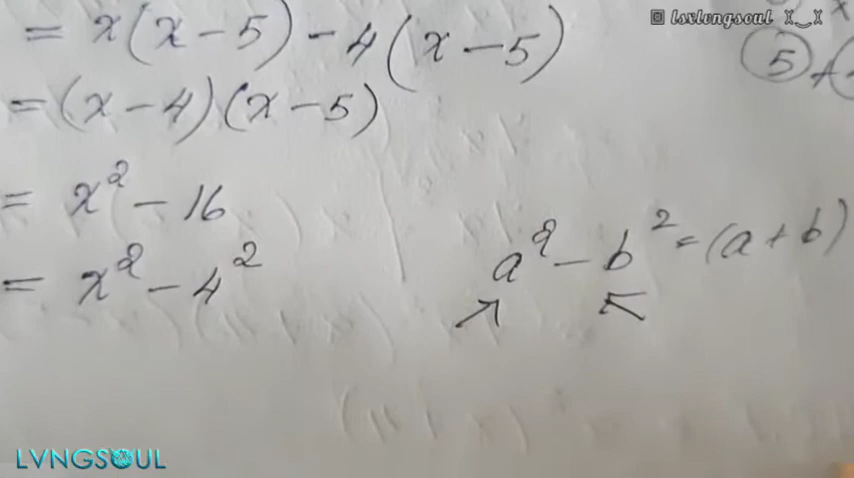 lsxlvngsoul
= x(x-5)-4(x-5)
5
= (x-4)(x-5)
= x² - 16
a² - b² = (a+b)
= x² - 4²
LVNGSOUL